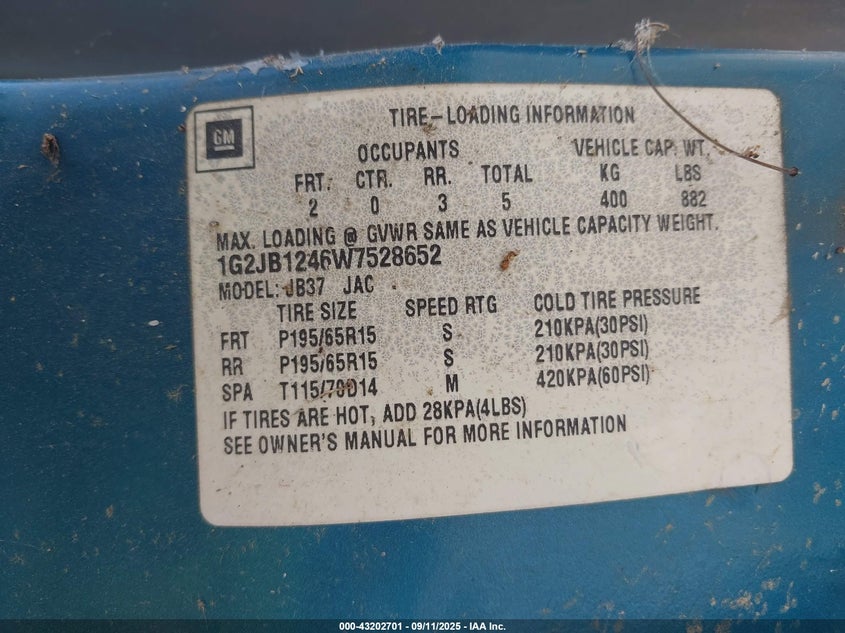 GM
TIRE-LOADING INFORMATION
OCCUPANTS VEHICLE CAP. WT.
FRT. CTR. RR. TOTAL KG LBS
2 0 3 5 400 882
MAX. LOADING @ GVWR SAME AS VEHICLE CAPACITY WEIGHT.
1G2JB1246W7528652
MODEL: JB37 JAC
TIRE SIZE SPEED RTG COLD TIRE PRESSURE
FRT P195/65R15 S 210KPA(30PSI)
RR P195/65R15 S 210KPA(30PSI)
SPA T115/70D14 M 420KPA(60PSI)
IF TIRES ARE HOT, ADD 28KPA(4LBS)
SEE OWNER'S MANUAL FOR MORE INFORMATION
000-43202701 - 09/11/2025 - IAA Inc.